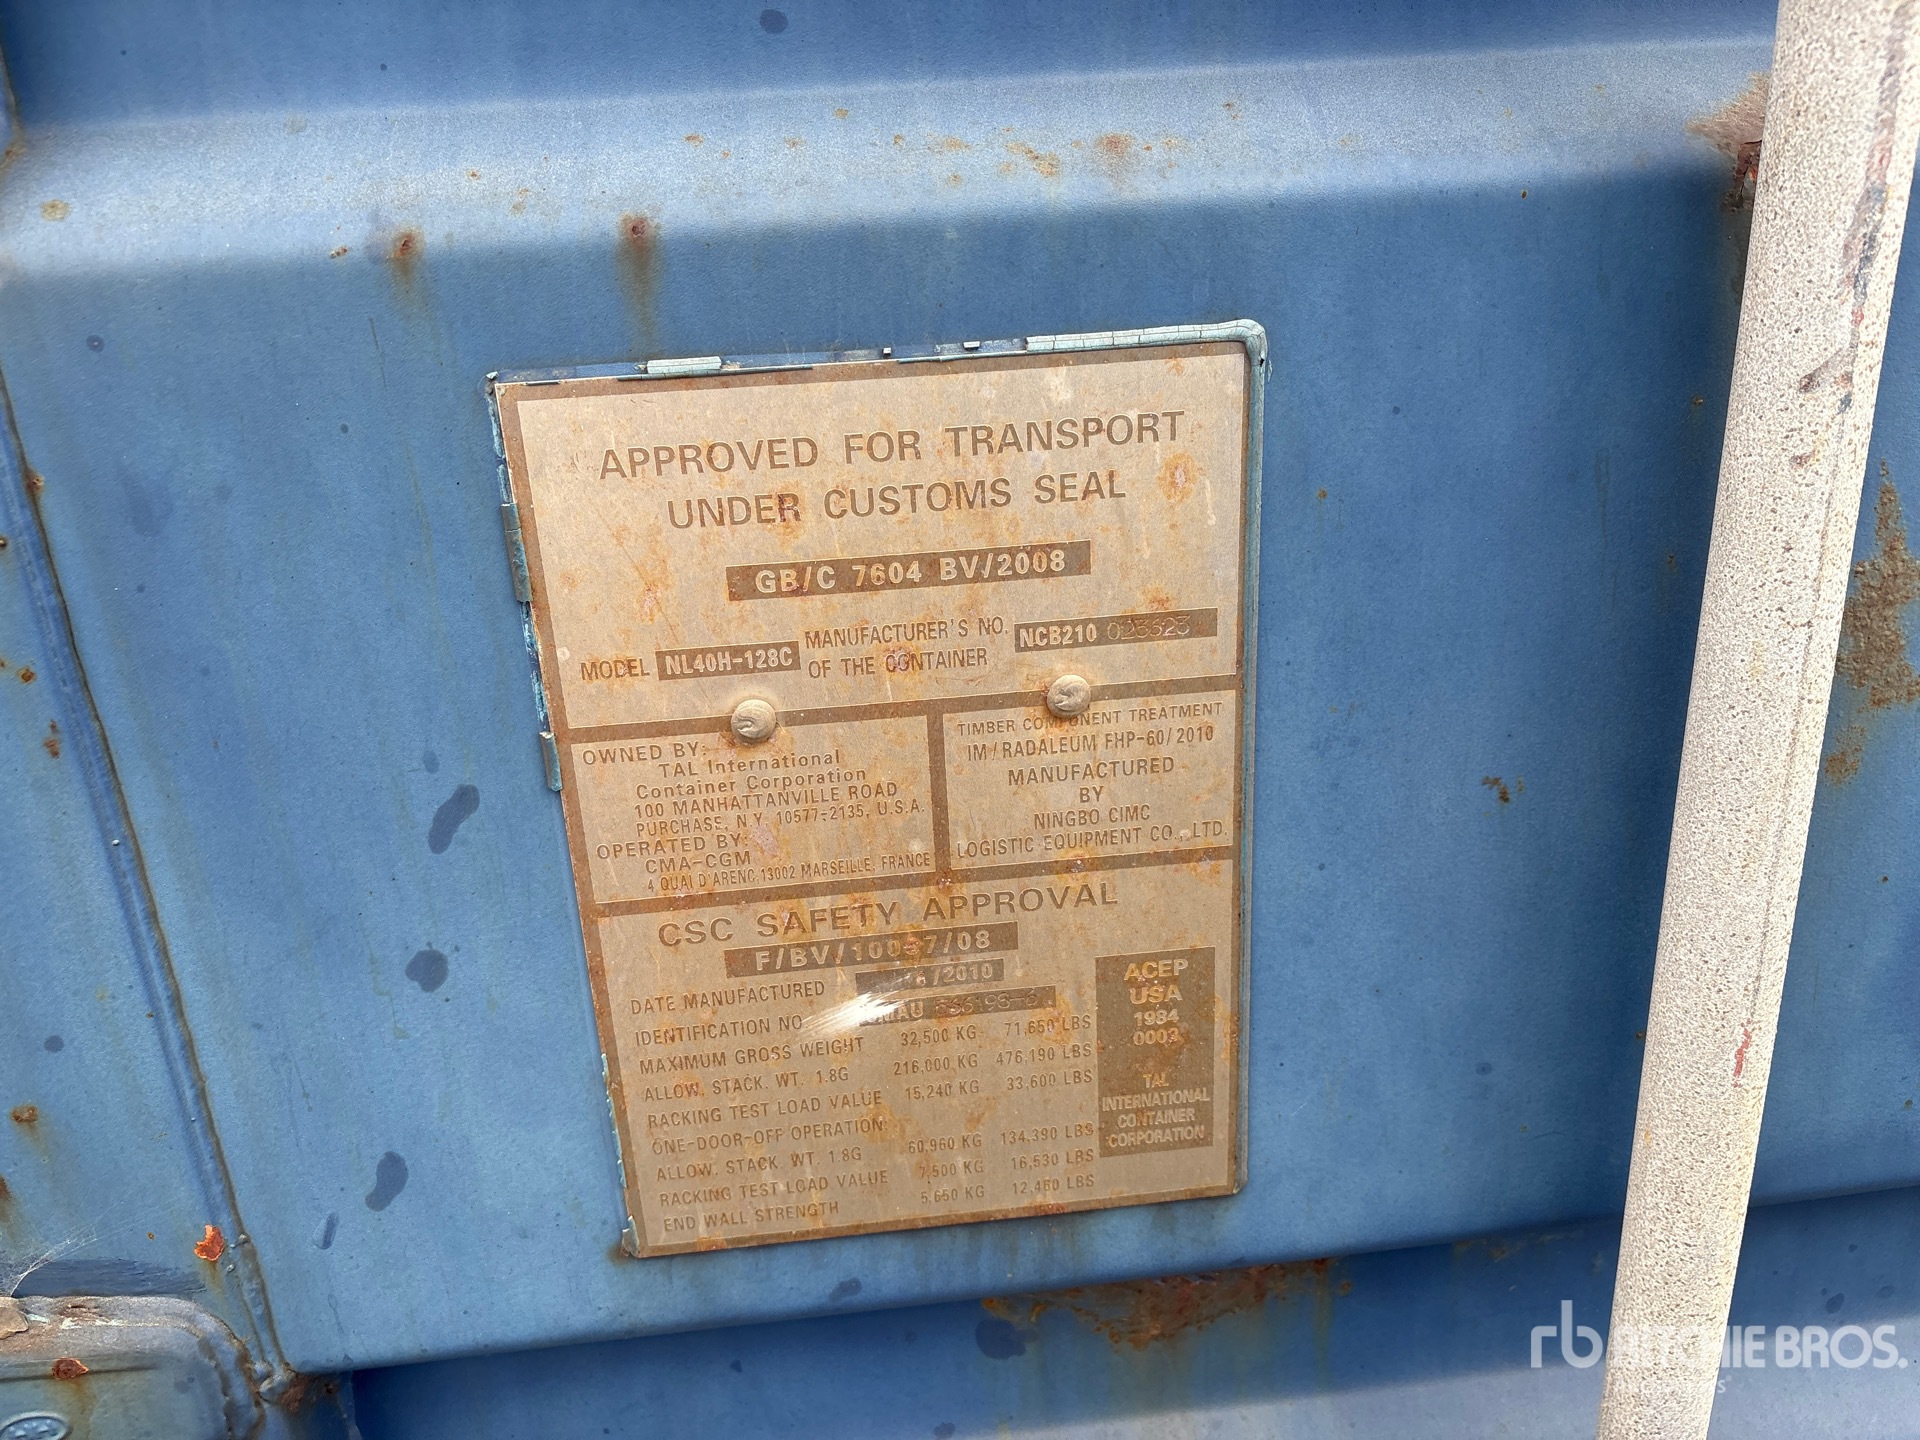 APPROVED FOR TRANSPORT
UNDER CUSTOMS SEAL
GB/C 7604 BV/2008
MODEL NL40H-128C MANUFACTURER'S NO. OF THE CONTAINER NCB210
OWNED BY:
TAL International
Container Corporation
100 MANHATTANVILLE ROAD
PURCHASE, N.Y. 10577-2135, U.S.A.
OPERATED BY:
CMA-CGM
4, QUAI D'ARENC, 13002 MARSEILLE, FRANCE
TIMBER COMPONENT TREATMENT
IM/RADALEUM FHP-60/2010
MANUFACTURED
BY
NINGBO CIMC
LOGISTIC EQUIPMENT CO., LTD.
CSC SAFETY APPROVAL
DATE MANUFACTURED /2010
IDENTIFICATION NO
MAXIMUM GROSS WEIGHT 32,500 KG 71,650 LBS
ALLOW. STACK. WT. 1.8G 216,000 KG 476,190 LBS
RACKING TEST LOAD VALUE 15,240 KG 33,600 LBS
ONE-DOOR-OFF OPERATION:
ALLOW. STACK. WT. 1.8G 60,960 KG 134,390 LBS
RACKING TEST LOAD VALUE 7,500 KG 16,530 LBS
END WALL STRENGTH 5,650 KG 12,460 LBS
ACEP
USA
1984
TAL
INTERNATIONAL
CONTAINER
CORPORATION
rb RITCHIE BROS.